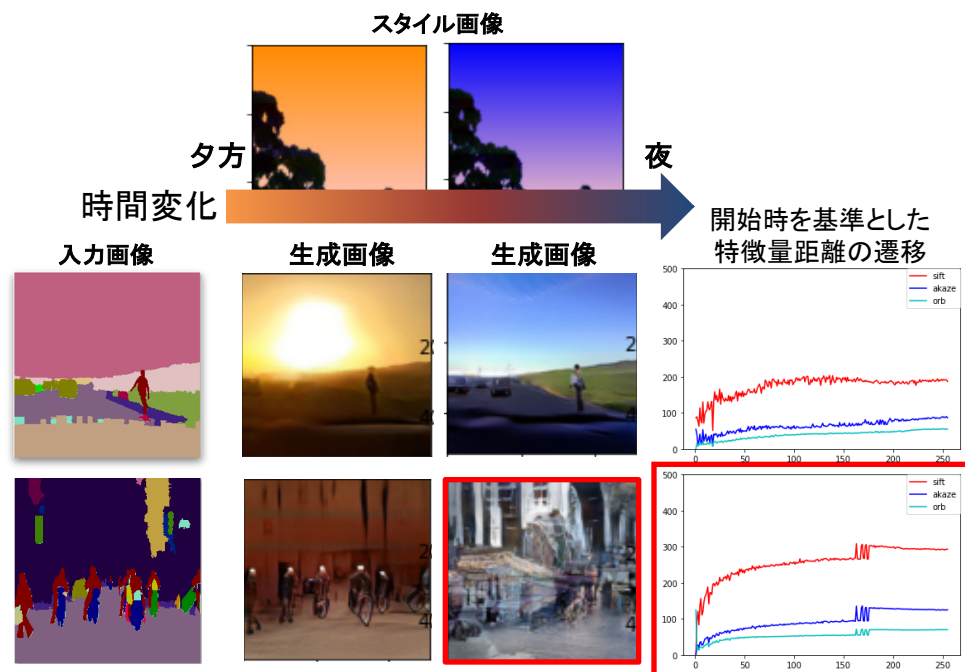 スタイル画像
夕方
夜
時間変化
開始時を基準とした
特徴量距離の遷移
入力画像
生成画像
生成画像
500
400
300
200
100
0
0
50
100
150
200
250
sift
akaze
orb
500
400
300
200
100
0
0
50
100
150
200
250
sift
akaze
orb